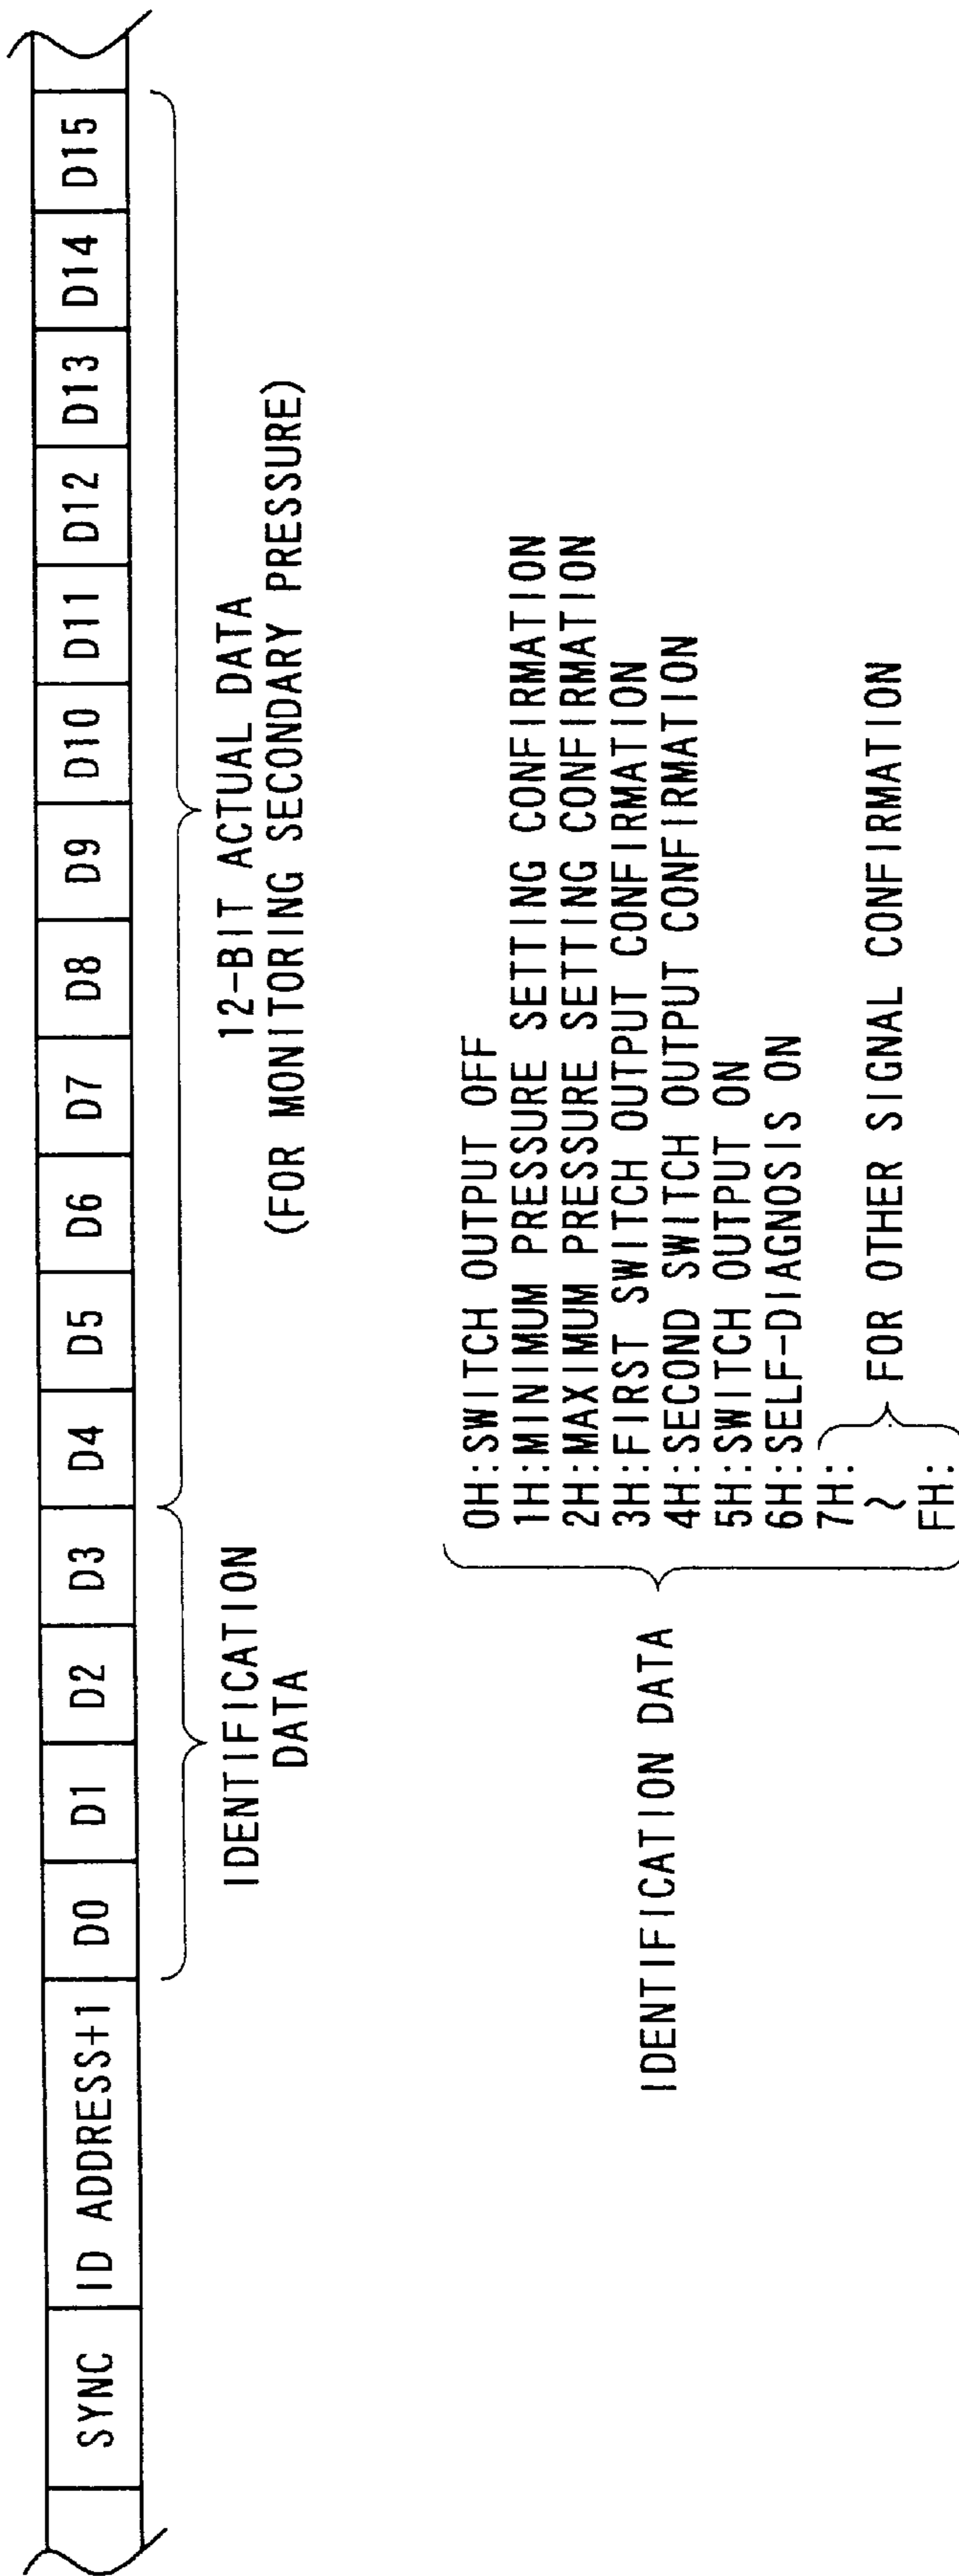 SYNC ID ADDRESS+1 D0 D1 D2 D3 D4 D5 D6 D7 D8 D9 D10 D11 D12 D13 D14 D15
IDENTIFICATION
DATA
12-BIT ACTUAL DATA
(FOR MONITORING SECONDARY PRESSURE)
IDENTIFICATION DATA
0H:SWITCH OUTPUT OFF
1H:MINIMUM PRESSURE SETTING CONFIRMATION
2H:MAXIMUM PRESSURE SETTING CONFIRMATION
3H:FIRST SWITCH OUTPUT CONFIRMATION
4H:SECOND SWITCH OUTPUT CONFIRMATION
5H:SWITCH OUTPUT ON
6H:SELF-DIAGNOSIS ON
7H:
~ FOR OTHER SIGNAL CONFIRMATION
FH: